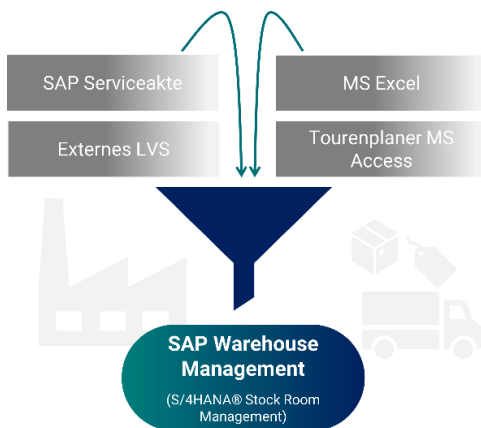 SAP Serviceakte
MS Excel
Externes LVS
Tourenplaner MS
Access
SAP Warehouse
Management
(S/4HANA® Stock Room
Management)